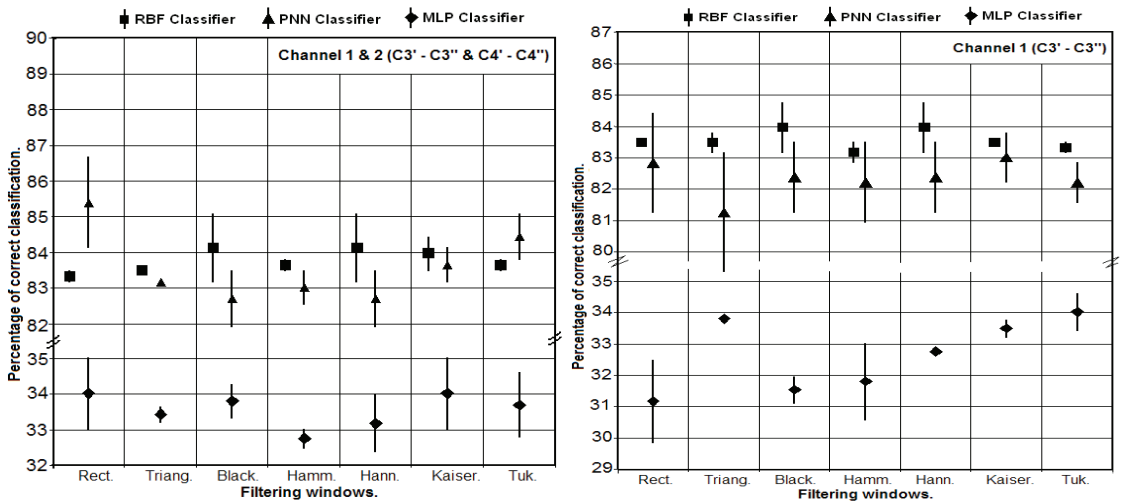 RBF Classifier PNN Classifier MLP Classifier
Channel 1 & 2 (C3' - C3'' & C4' - C4'')
Percentage of correct classification.
90
89
88
87
86
85
84
83
82
35
34
33
32
Rect. Triang. Black. Hamm. Hann. Kaiser. Tuk.
Filtering windows.
RBF Classifier PNN Classifier MLP Classifier
Channel 1 (C3' - C3'')
Percentage of correct classification.
87
86
85
84
83
82
81
80
35
34
33
32
31
30
29
Rect. Triang. Black. Hamm. Hann. Kaiser. Tuk.
Filtering windows.